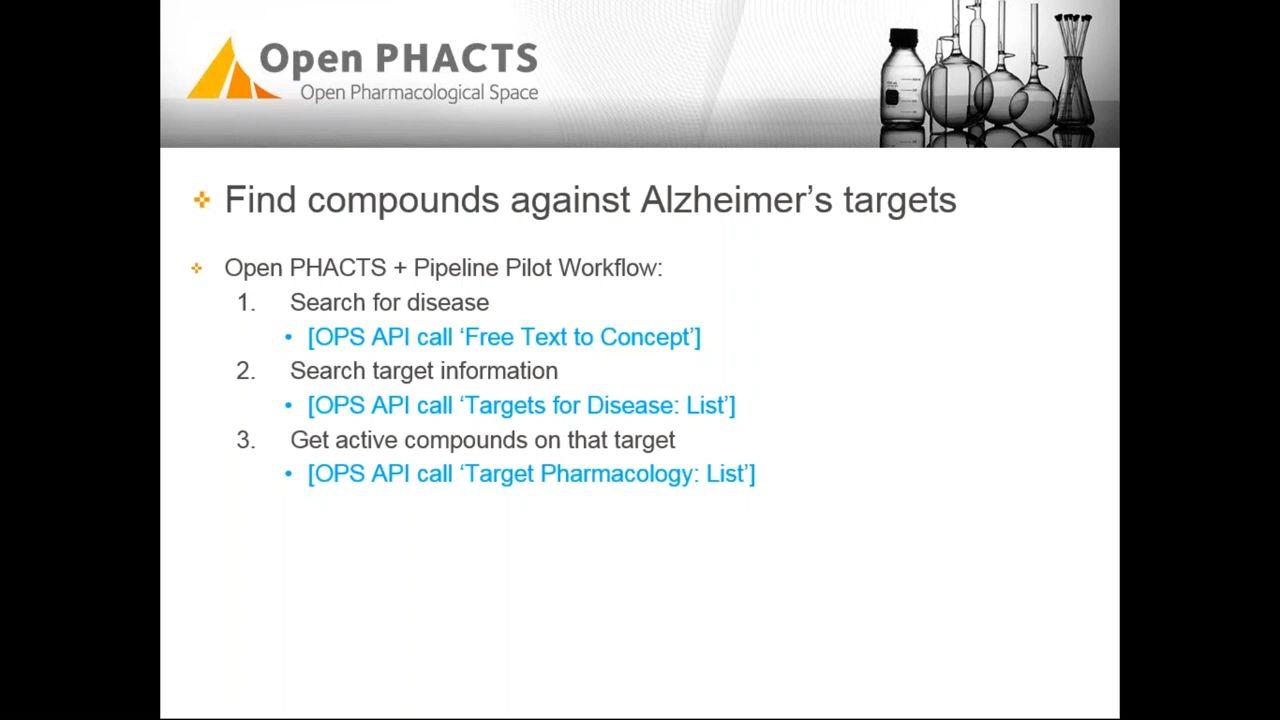 Open PHACTS
Open Pharmacological Space
Find compounds against Alzheimer’s targets
Open PHACTS + Pipeline Pilot Workflow:
1. Search for disease
• [OPS API call ‘Free Text to Concept’]
2. Search target information
• [OPS API call ‘Targets for Disease: List’]
3. Get active compounds on that target
• [OPS API call ‘Target Pharmacology: List’]